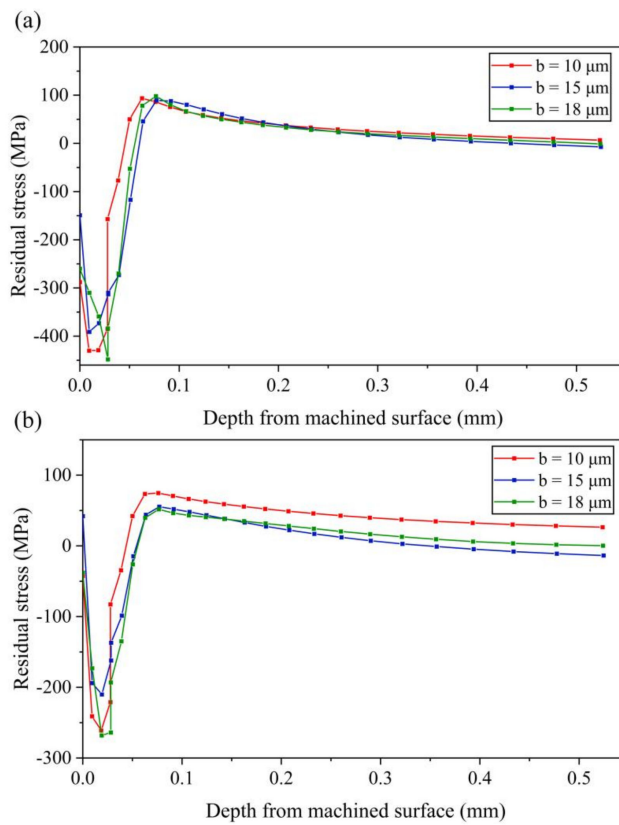 (a)
200
100
0
-100
-200
-300
-400
Residual stress (MPa)
b = 10 μm
b = 15 μm
b = 18 μm
0.0 0.1 0.2 0.3 0.4 0.5
Depth from machined surface (mm)
(b)
100
0
-100
-200
-300
Residual stress (MPa)
b = 10 μm
b = 15 μm
b = 18 μm
0.0 0.1 0.2 0.3 0.4 0.5
Depth from machined surface (mm)